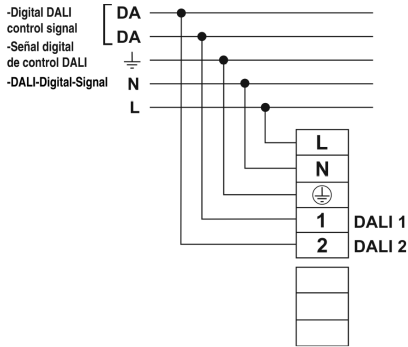 -Digital DALI
control signal
-Señal digital
de control DALI
-DALI-Digital-Signal
DA
DA
N
L
L
N
1 DALI 1
2 DALI 2